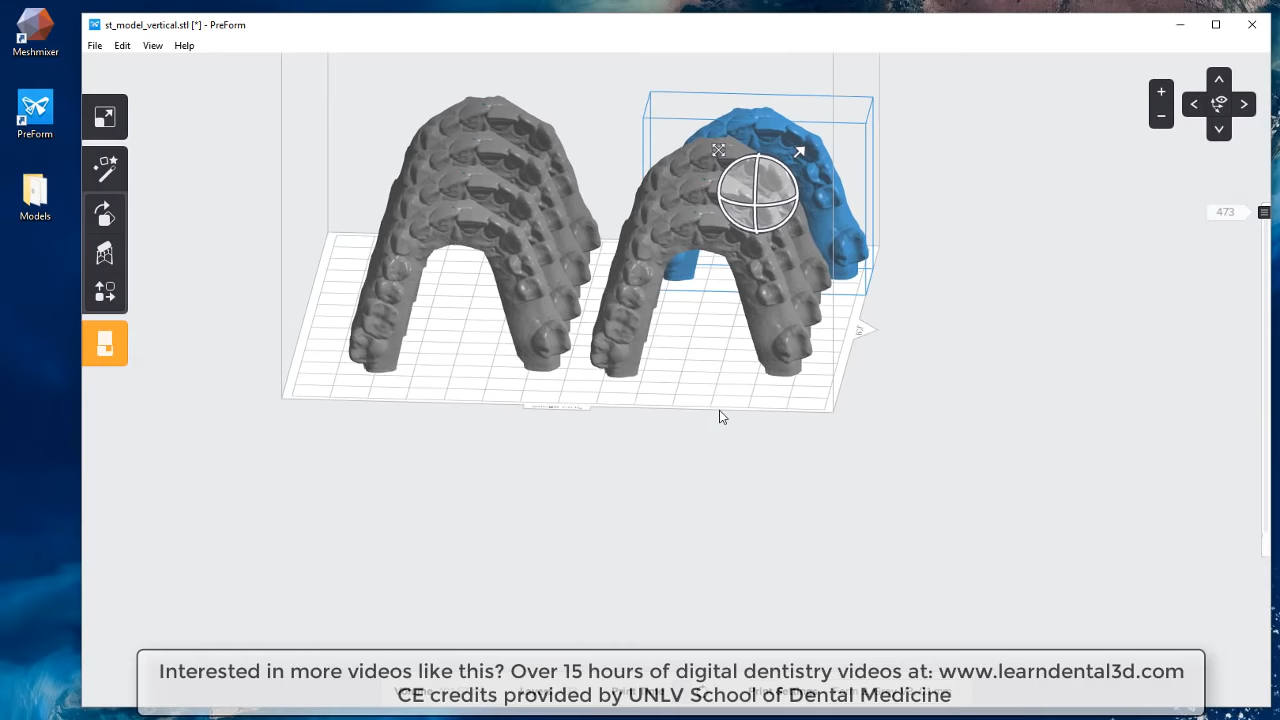 Meshmixer
PreForm
Models
st_model_vertical.stl [*] - PreForm
File Edit View Help
473
Interested in more videos like this? Over 15 hours of digital dentistry videos at: www.learndental3d.com
CE credits provided by UNLV School of Dental Medicine